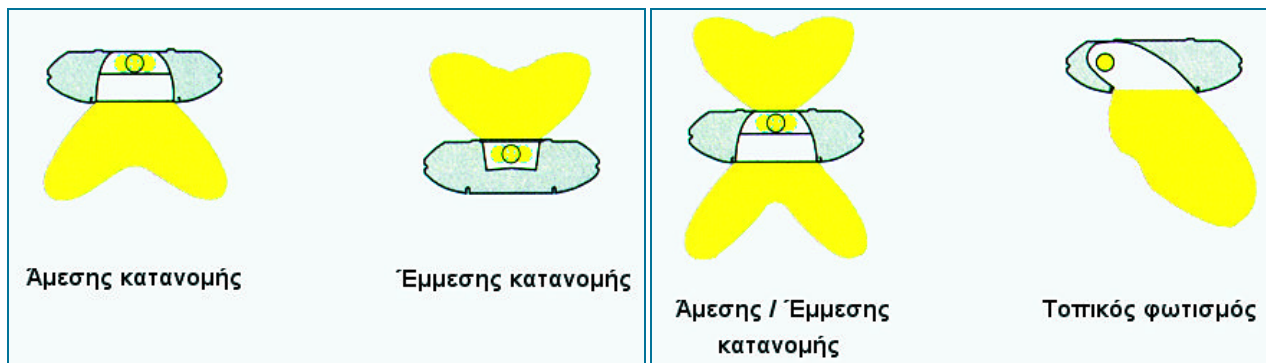 Άμεσης κατανομής
Έμμεσης κατανομής
Άμεσης / Έμμεσης
κατανομής
Τοπικός φωτισμός